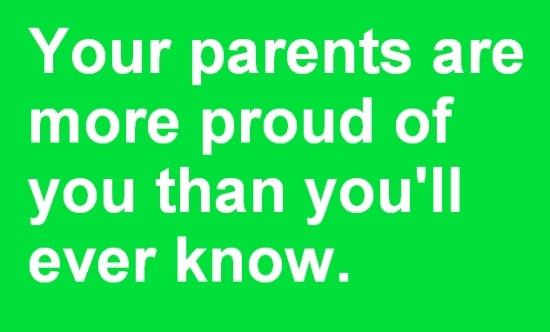 Your parents are
more proud of
you than you'll
ever know.